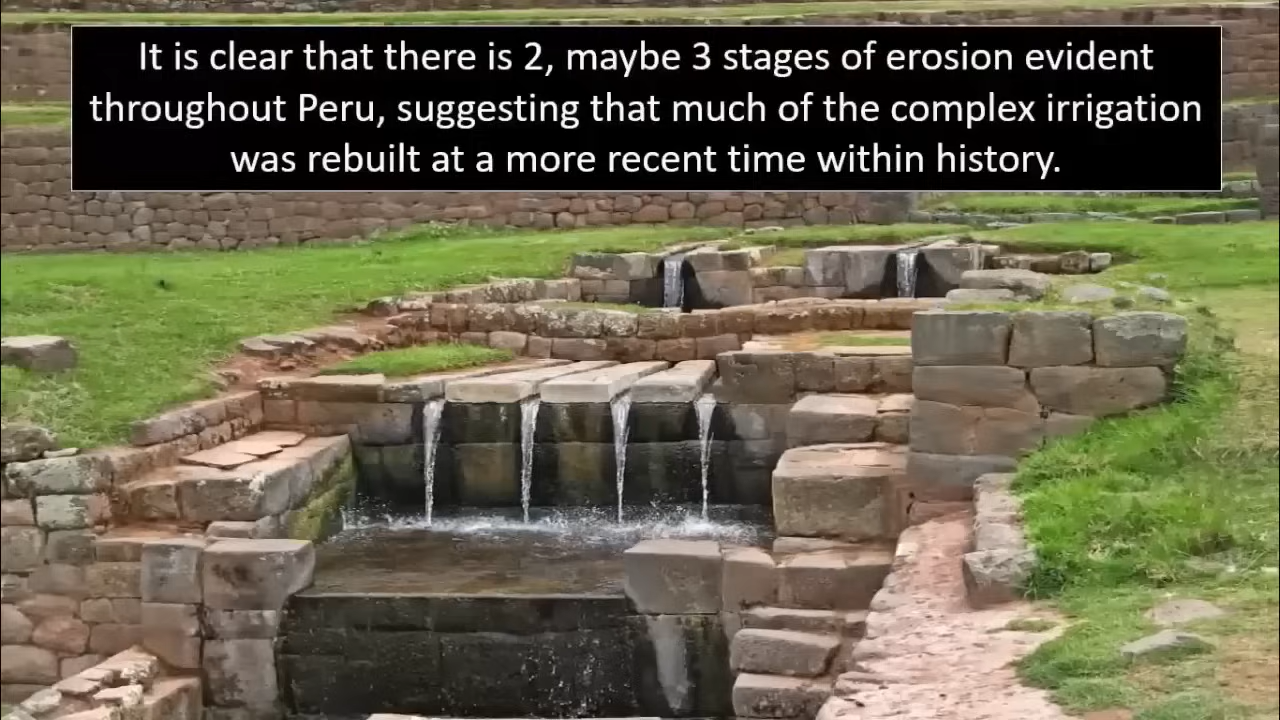 It is clear that there is 2, maybe 3 stages of erosion evident
throughout Peru, suggesting that much of the complex irrigation
was rebuilt at a more recent time within history.